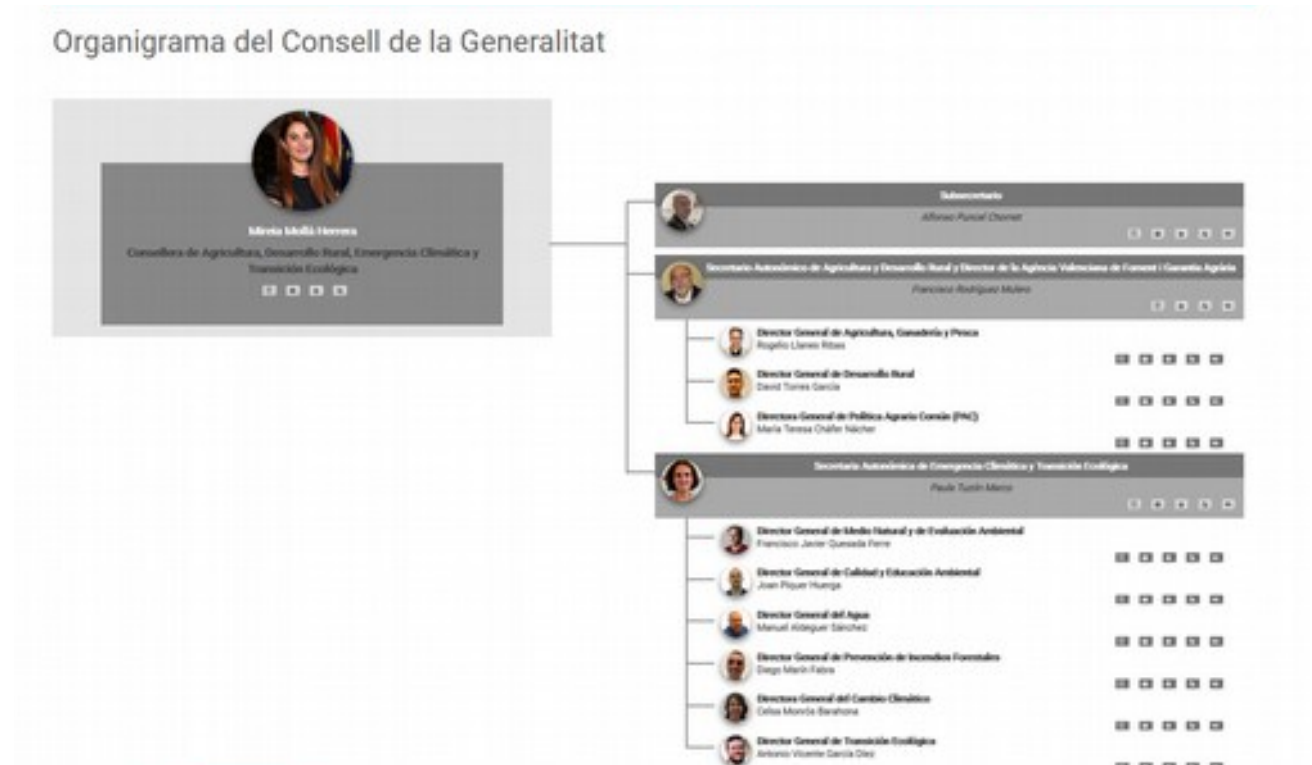 Organigrama del Consell de la Generalitat
Mireia Mollà Herrera
Consellera de Agricultura, Desarrollo Rural, Emergencia Climática y
Transición Ecológica
Subsecretario
Alfonso Puncel Chornet
Secretario Autonómico de Agricultura y Desarrollo Rural y Director de la Agència Valenciana de Foment i Garantia Agrària
Francisco Rodríguez Mulero
Director General de Agricultura, Ganadería y Pesca
Rogelio Llanes Ribas
Director General de Desarrollo Rural
David Torres García
Directora General de Política Agraria Común (PAC)
María Teresa Cháfer Nácher
Secretaria Autonómica de Emergencia Climática y Transición Ecológica
Paula Tuzón Marco
Director General de Medio Natural y de Evaluación Ambiental
Francisco Javier Quesada Ferre
Director General de Calidad y Educación Ambiental
Joan Piquer Huerga
Director General del Agua
Manuel Aldeguer Sánchez
Director General de Prevención de Incendios Forestales
Diego Marín Fabra
Directora General del Cambio Climático
Celsa Monrós Barahona
Director General de Transición Ecológica
Antonio Vicente García Díez